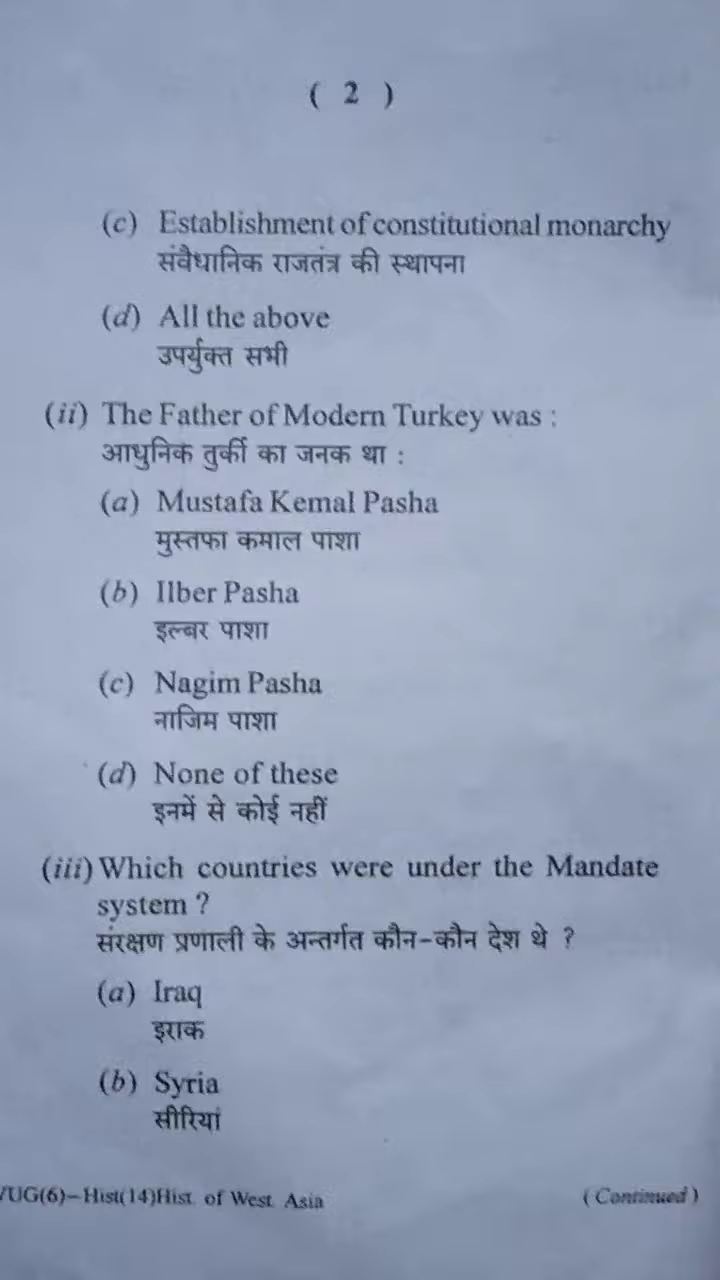 ( 2 )
(c) Establishment of constitutional monarchy
संवैधानिक राजतंत्र की स्थापना
(d) All the above
उपर्युक्त सभी
(ii) The Father of Modern Turkey was :
आधुनिक तुर्की का जनक था :
(a) Mustafa Kemal Pasha
मुस्तफा कमाल पाशा
(b) Ilber Pasha
इल्बर पाशा
(c) Nagim Pasha
नाजिम पाशा
(d) None of these
इनमें से कोई नहीं
(iii) Which countries were under the Mandate
system ?
संरक्षण प्रणाली के अन्तर्गत कौन-कौन देश थे ?
(a) Iraq
इराक
(b) Syria
सीरियां
/UG(6)–Hist(14)Hist. of West. Asia
(Continued)